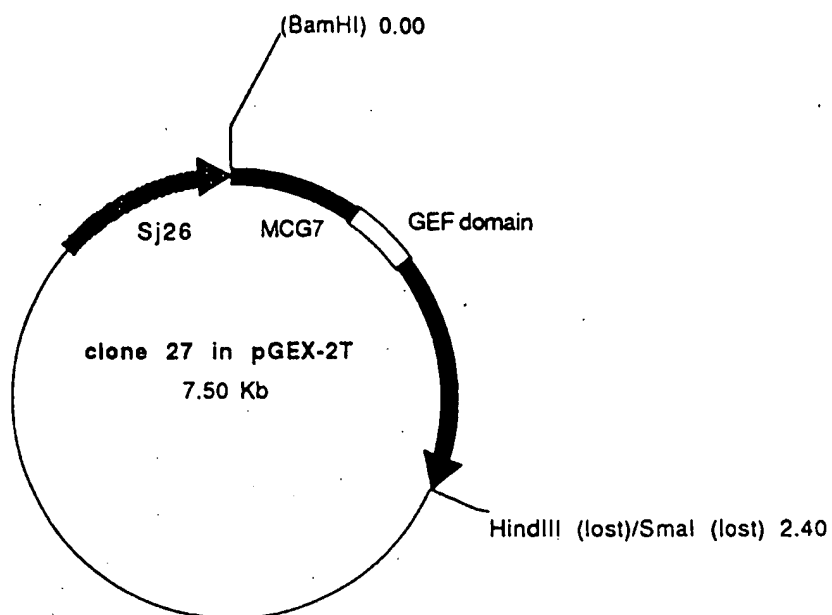 (BamHI) 0.00
Sj26
MCG7
GEF domain
clone 27 in pGEX-2T
7.50 Kb
HindIII (lost)/SmaI (lost) 2.40